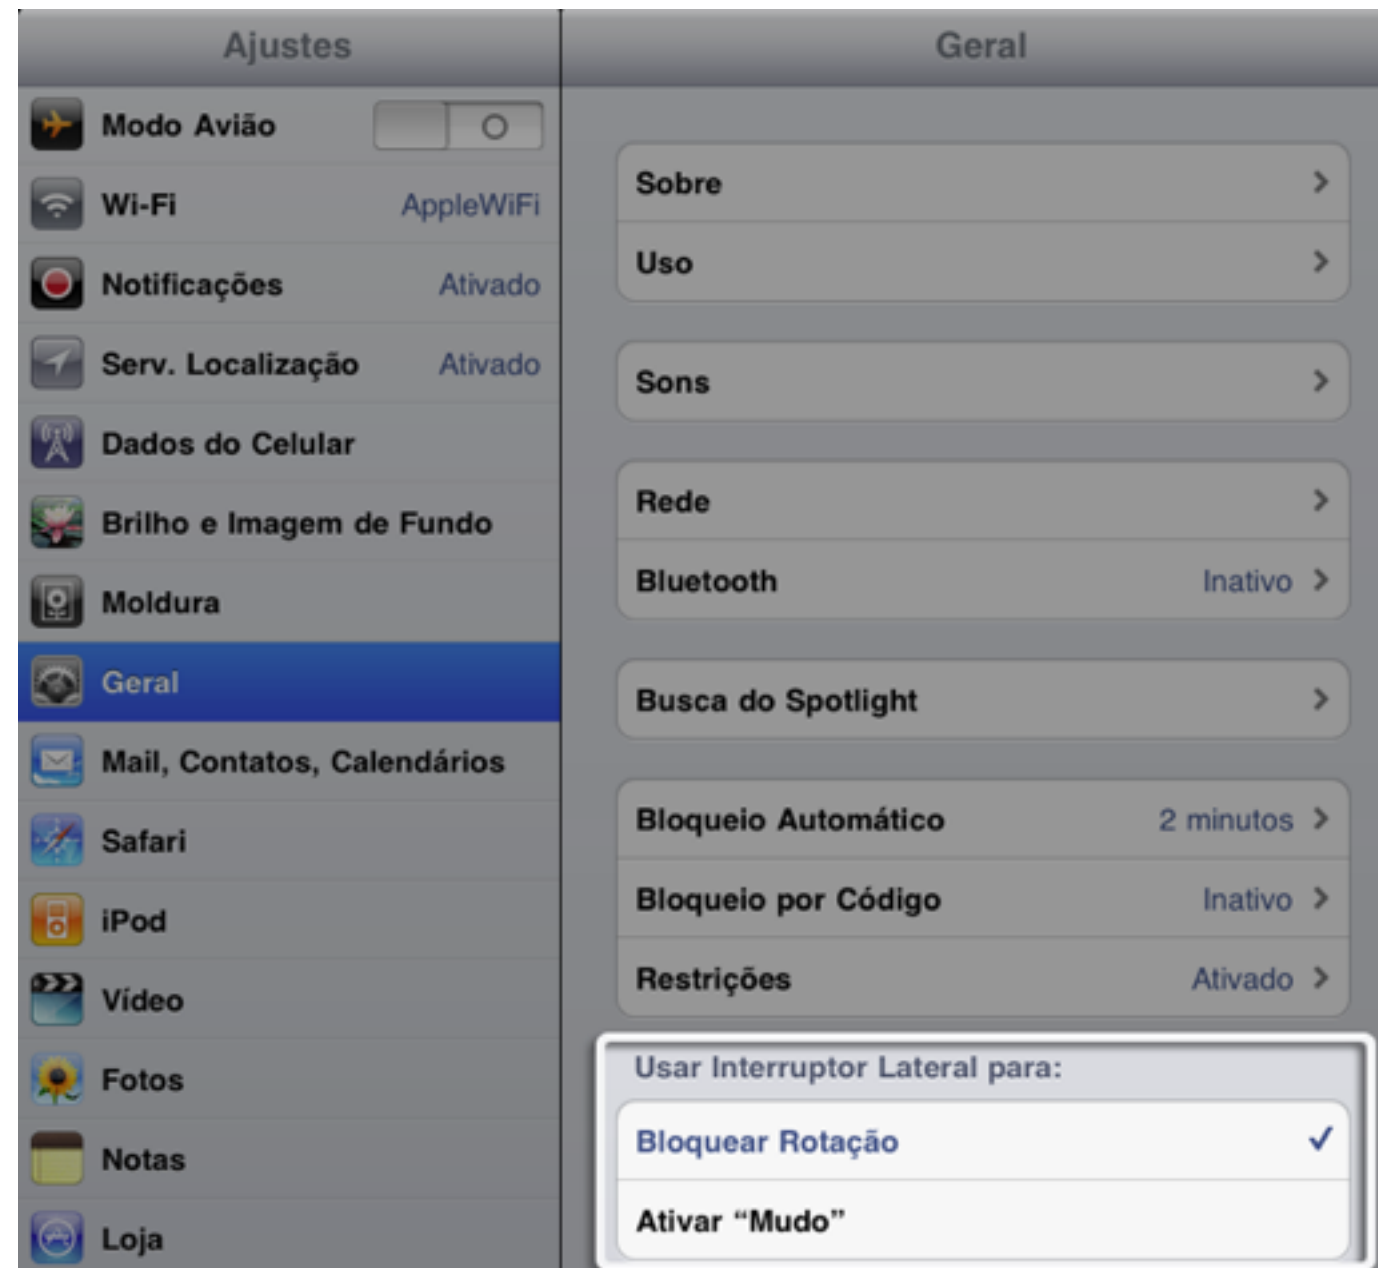 Ajustes
Modo Avião
Wi-Fi AppleWiFi
Notificações Ativado
Serv. Localização Ativado
Dados do Celular
Brilho e Imagem de Fundo
Moldura
Geral
Mail, Contatos, Calendários
Safari
iPod
Vídeo
Fotos
Notas
Loja
Geral
Sobre
Uso
Sons
Rede
Bluetooth Inativo
Busca do Spotlight
Bloqueio Automático 2 minutos
Bloqueio por Código Inativo
Restrições Ativado
Usar Interruptor Lateral para:
Bloquear Rotação
Ativar “Mudo”